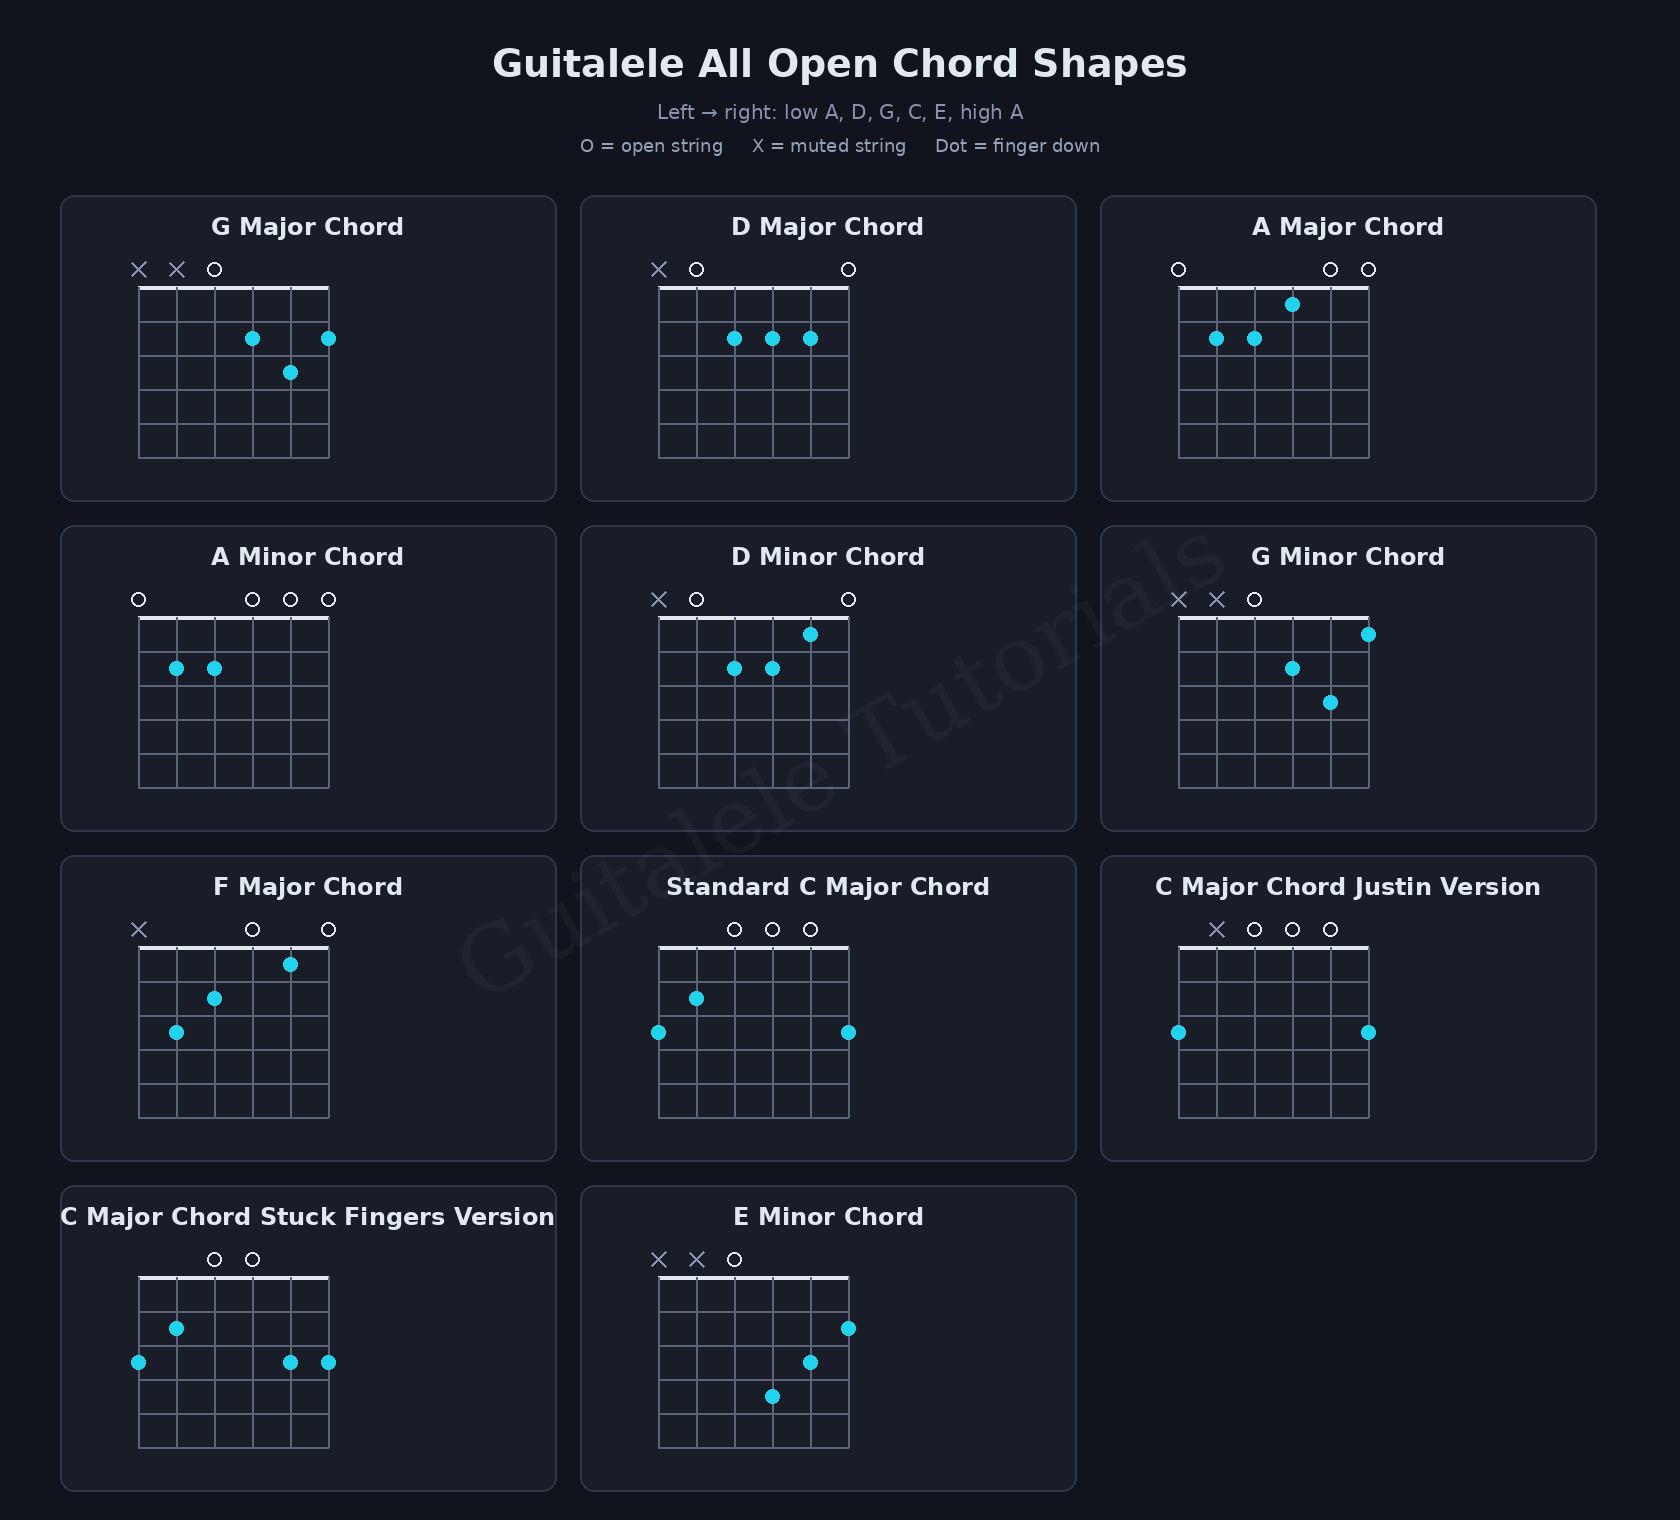 Guitalele All Open Chord Shapes
Left → right: low A, D, G, C, E, high A
O = open string X = muted string Dot = finger down
G Major Chord
D Major Chord
A Major Chord
A Minor Chord
D Minor Chord
G Minor Chord
F Major Chord
Standard C Major Chord
C Major Chord Justin Version
C Major Chord Stuck Fingers Version
E Minor Chord
Guitalele Tutorials